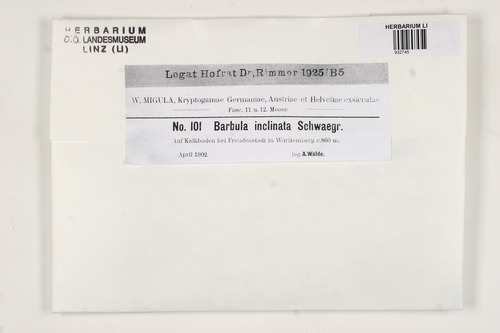 HERBARIUM
O.Ö. LANDESMUSEUM
LINZ (LI)
HERBARIUM LI
932745
Legat Hofrat Dr, Rimmer 1925/B5
W. MIGULA, Kryptogamae Germaniae, Austriae et Helvetiae exsiccatae
Fasc. 11 u. 12. Moose
No. 101 Barbula inclinata Schwaegr.
Auf Kalkboden bei Freudenstadt in Württemberg c. 860 m.
April 1902. leg. A. Wälde.